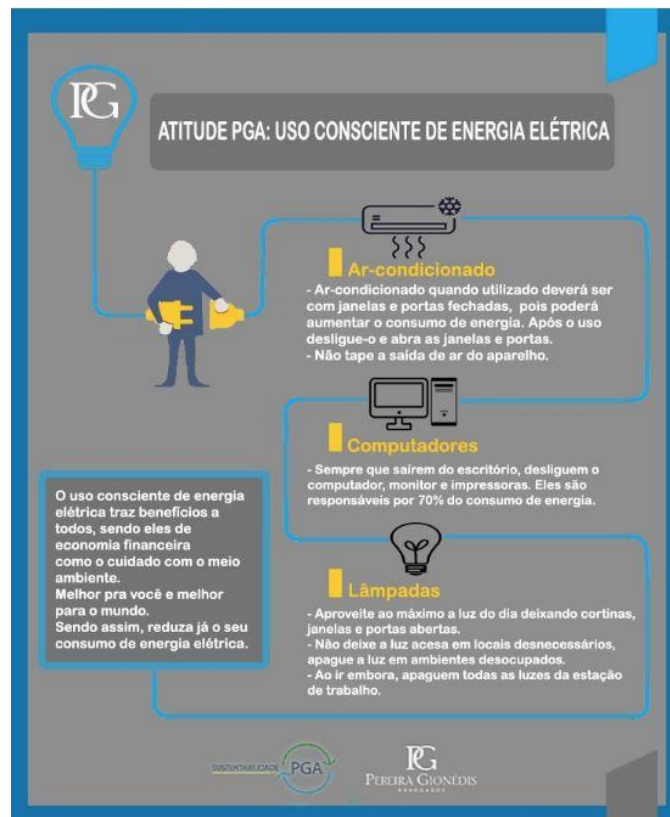 PG
ATITUDE PGA: USO CONSCIENTE DE ENERGIA ELÉTRICA
Ar-condicionado
- Ar-condicionado quando utilizado deverá ser
com janelas e portas fechadas, pois poderá
aumentar o consumo de energia. Após o uso
desligue-o e abra as janelas e portas.
- Não tape a saída de ar do aparelho.
Computadores
- Sempre que saírem do escritório, desliguem o
computador, monitor e impressoras. Eles são
responsáveis por 70% do consumo de energia.
O uso consciente de energia
elétrica traz benefícios a
todos, sendo eles de
economia financeira
como o cuidado com o meio
ambiente.
Melhor pra você e melhor
para o mundo.
Sendo assim, reduza já o seu
consumo de energia elétrica.
Lâmpadas
- Aproveite ao máximo a luz do dia deixando cortinas,
janelas e portas abertas.
- Não deixe a luz acesa em locais desnecessários,
apague a luz em ambientes desocupados.
- Ao ir embora, apaguem todas as luzes da estação
de trabalho.
SUSTENTABILIDADE PGA
PG
PEREIRA GIONÉDIS
ADVOGADOS